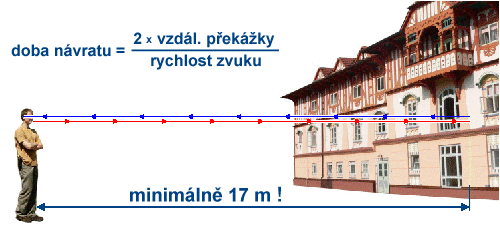 doba návratu = 2 x vzdál. překážky
rychlost zvuku
minimálně 17 m !